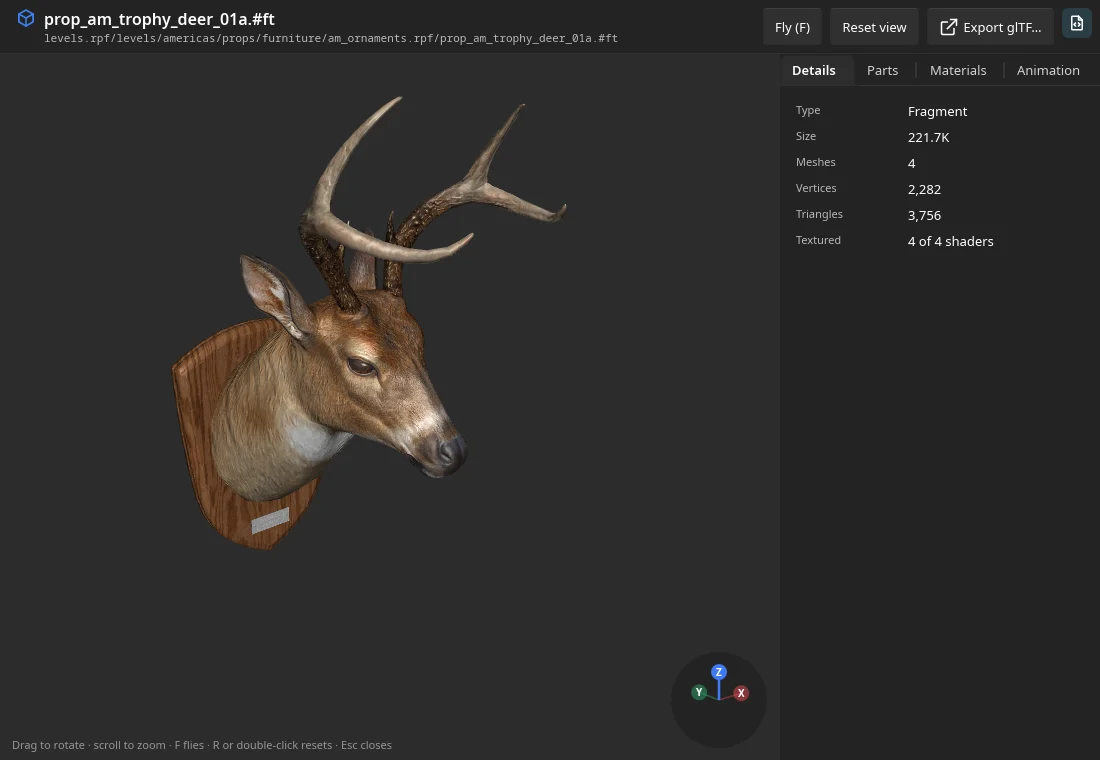 prop_am_trophy_deer_01a.#ft
levels.rpf/levels/americas/props/furniture/am_ornaments.rpf/prop_am_trophy_deer_01a.#ft
Fly (F)
Reset view
Export glTF...
Details
Parts
Materials
Animation
Type Fragment
Size 221.7K
Meshes 4
Vertices 2,282
Triangles 3,756
Textured 4 of 4 shaders
Z
Y
X
Drag to rotate · scroll to zoom · F flies · R or double-click resets · Esc closes